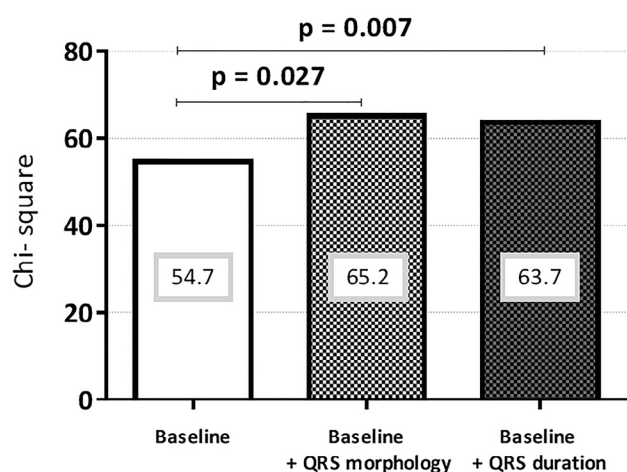 p = 0.007
p = 0.027
80
60
40
20
0
Chi- square
54.7
65.2
63.7
Baseline
Baseline
+ QRS morphology
Baseline
+ QRS duration